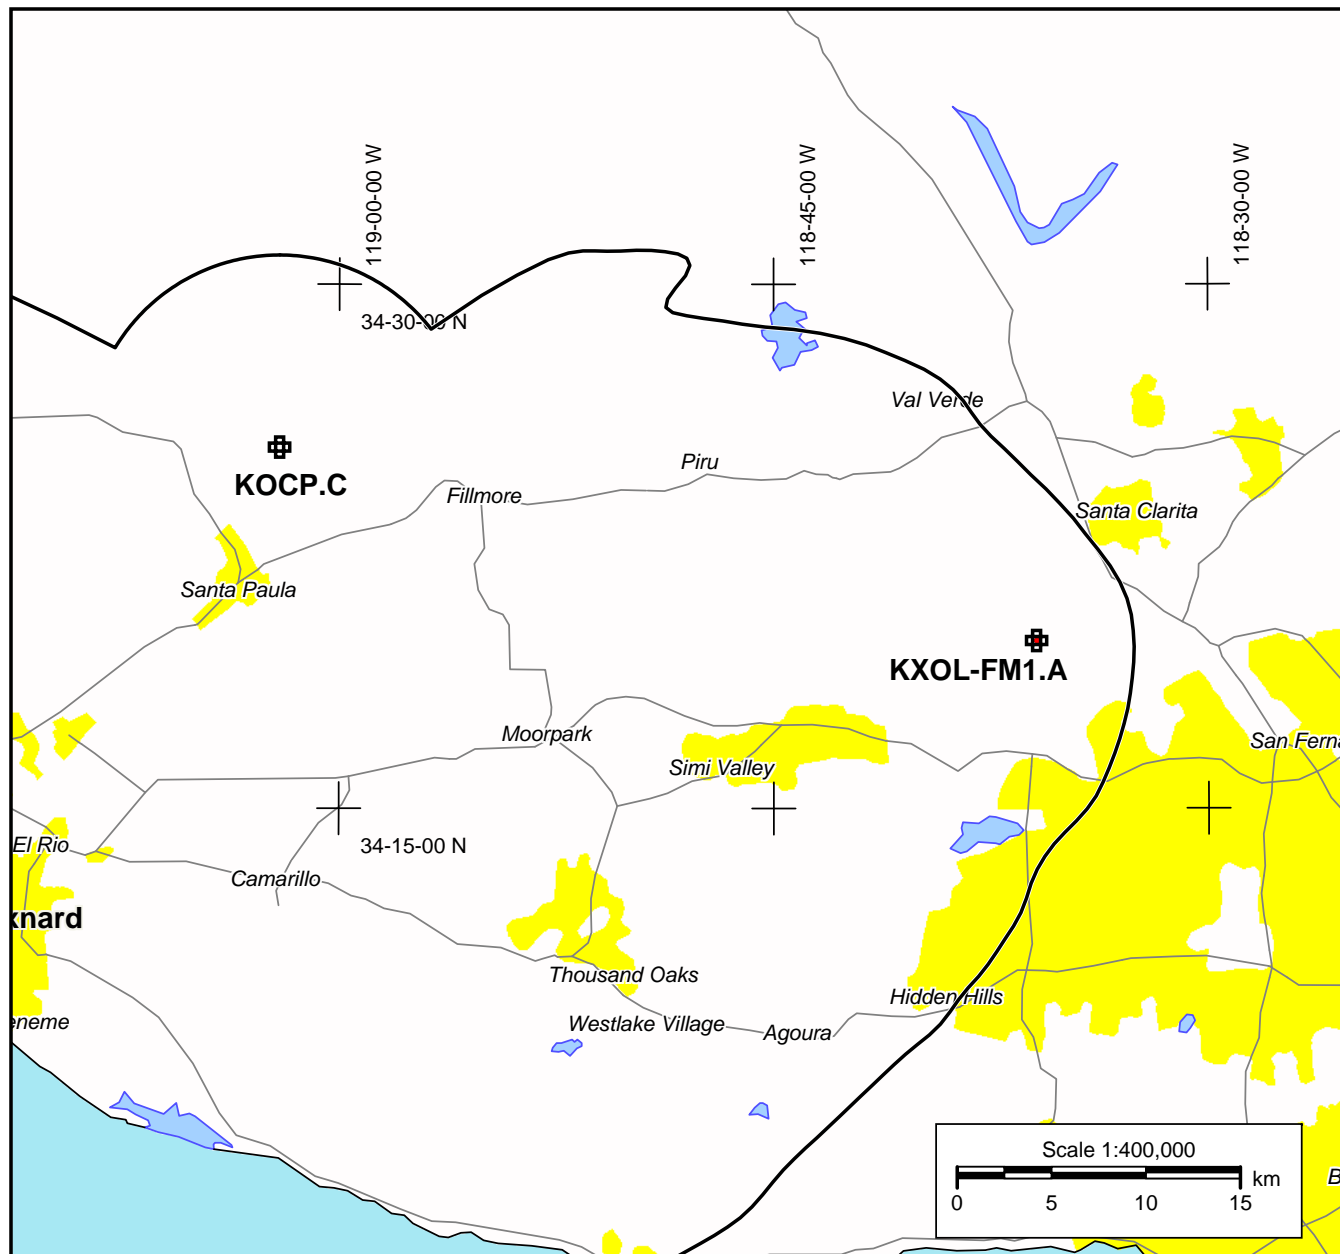 119-00-00 W
118-45-00 W
118-30-00 W
34-30-00 N
Val Verde
Piru
KOCP.C
Fillmore
Santa Clarita
Santa Paula
KXOL-FM1.A
Moorpark
San Ferna
Simi Valley
El Rio
34-15-00 N
Camarillo
xnard
Thousand Oaks
Hidden Hills
eneme
Westlake Village
Agoura
Scale 1:400,000
km
0 5 10 15
B